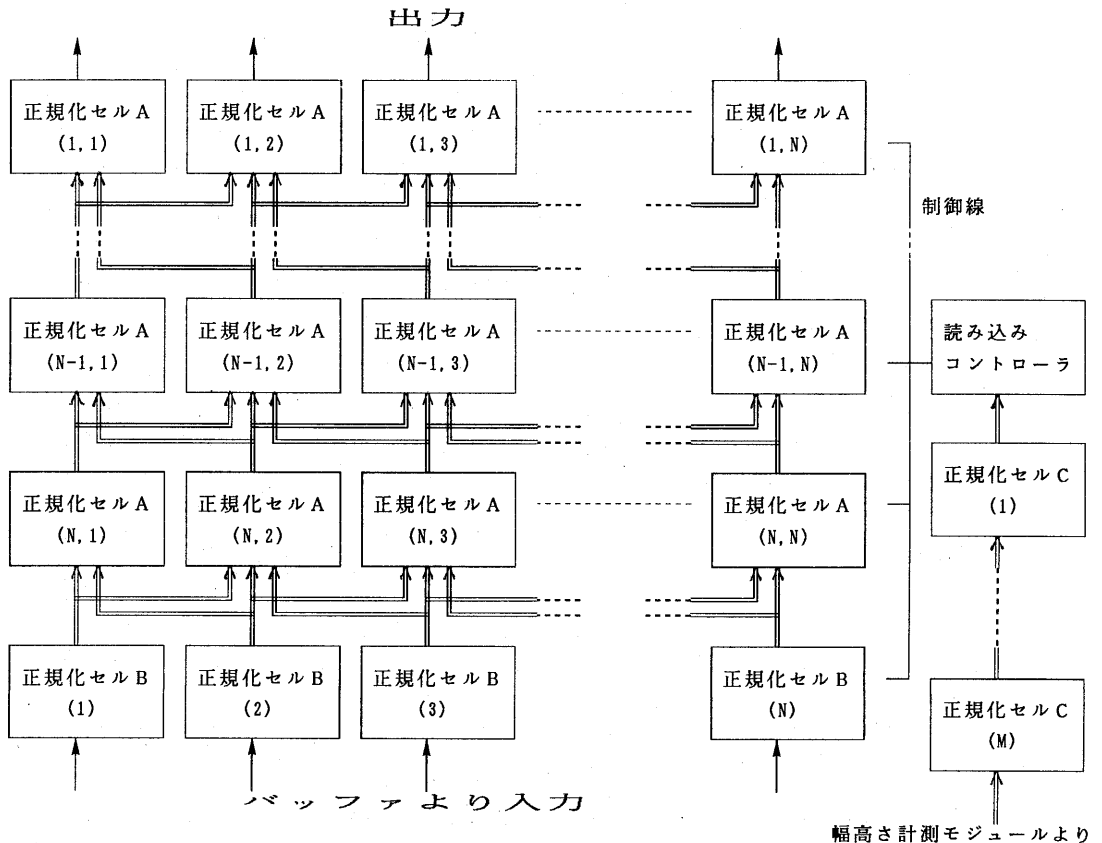 出力
正規化セルA
(1,1)
正規化セルA
(1,2)
正規化セルA
(1,3)
正規化セルA
(1,N)
制御線
正規化セルA
(N-1,1)
正規化セルA
(N-1,2)
正規化セルA
(N-1,3)
正規化セルA
(N-1,N)
読み込み
コントローラ
正規化セルA
(N,1)
正規化セルA
(N,2)
正規化セルA
(N,3)
正規化セルA
(N,N)
正規化セルC
(1)
正規化セルB
(1)
正規化セルB
(2)
正規化セルB
(3)
正規化セルB
(N)
正規化セルC
(M)
バッファより入力
幅高さ計測モジュールより